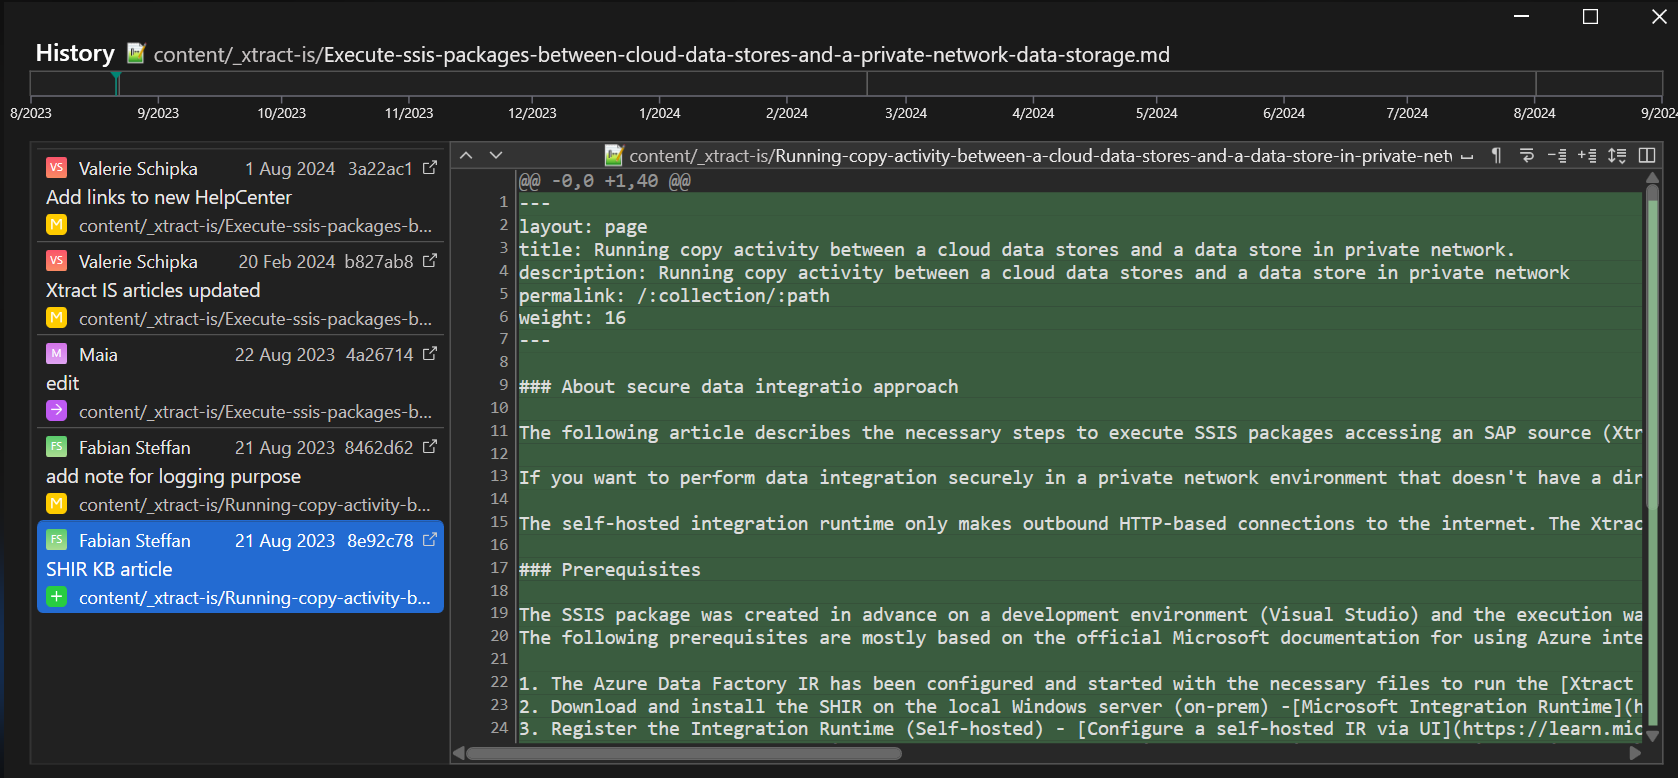 History content/_xtract-is/Execute-ssis-packages-between-cloud-data-stores-and-a-private-network-data-storage.md
8/2023 9/2023 10/2023 11/2023 12/2023 1/2024 2/2024 3/2024 4/2024 5/2024 6/2024 7/2024 8/2024 9/2024
VS Valerie Schipka 1 Aug 2024 3a22ac1
Add links to new HelpCenter
M content/_xtract-is/Execute-ssis-packages-b...
VS Valerie Schipka 20 Feb 2024 b827ab8
Xtract IS articles updated
M content/_xtract-is/Execute-ssis-packages-b...
M Maia 22 Aug 2023 4a26714
edit
content/_xtract-is/Execute-ssis-packages-b...
FS Fabian Steffan 21 Aug 2023 8462d62
add note for logging purpose
M content/_xtract-is/Running-copy-activity-b...
FS Fabian Steffan 21 Aug 2023 8e92c78
SHIR KB article
+ content/_xtract-is/Running-copy-activity-b...
content/_xtract-is/Running-copy-activity-between-a-cloud-data-stores-and-a-data-store-in-private-netv
@@ -0,0 +1,40 @@
1 ---
2 layout: page
3 title: Running copy activity between a cloud data stores and a data store in private network.
4 description: Running copy activity between a cloud data stores and a data store in private network
5 permalink: /:collection/:path
6 weight: 16
7 ---
8
9 ### About secure data integratio approach
10
11 The following article describes the necessary steps to execute SSIS packages accessing an SAP source (Xtr
12
13 If you want to perform data integration securely in a private network environment that doesn't have a dir
14
15 The self-hosted integration runtime only makes outbound HTTP-based connections to the internet. The Xtrac
16
17 ### Prerequisites
18
19 The SSIS package was created in advance on a development environment (Visual Studio) and the execution wa
20 The following prerequisites are mostly based on the official Microsoft documentation for using Azure inte
21
22 1. The Azure Data Factory IR has been configured and started with the necessary files to run the [Xtract
23 2. Download and install the SHIR on the local Windows server (on-prem) -[Microsoft Integration Runtime](h
24 3. Register the Integration Runtime (Self-hosted) - [Configure a self-hosted IR via UI](https://learn.mic